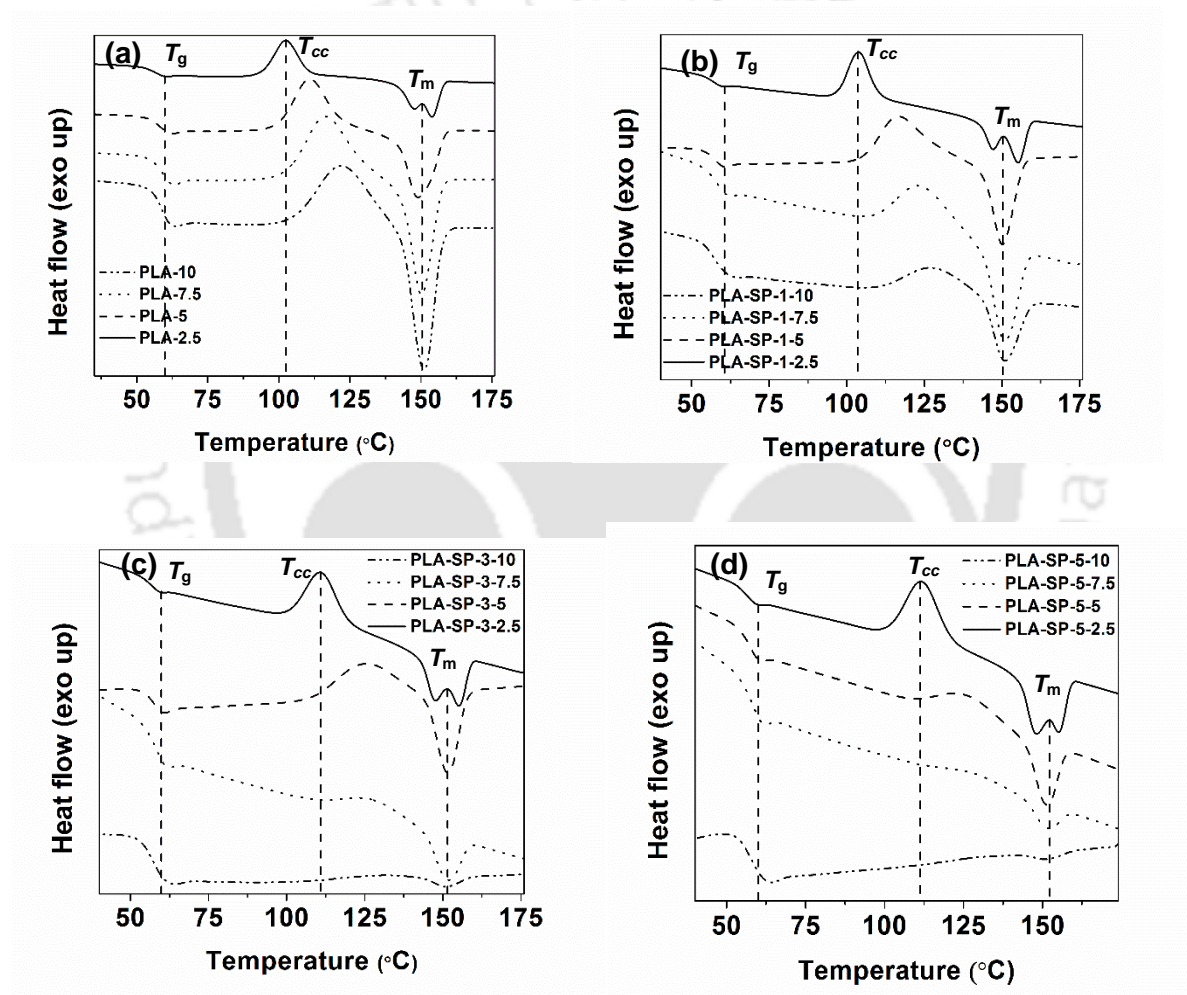 (a) Tg Tcc Tm
Heat flow (exo up)
PLA-10
PLA-7.5
PLA-5
PLA-2.5
50 75 100 125 150 175
Temperature (°C)
(b) Tg Tcc Tm
Heat flow (exo up)
PLA-SP-1-10
PLA-SP-1-7.5
PLA-SP-1-5
PLA-SP-1-2.5
50 75 100 125 150 175
Temperature (°C)
(c) Tg Tcc Tm
Heat flow (exo up)
PLA-SP-3-10
PLA-SP-3-7.5
PLA-SP-3-5
PLA-SP-3-2.5
50 75 100 125 150 175
Temperature (°C)
(d) Tg Tcc Tm
Heat flow (exo up)
PLA-SP-5-10
PLA-SP-5-7.5
PLA-SP-5-5
PLA-SP-5-2.5
50 75 100 125 150
Temperature (°C)